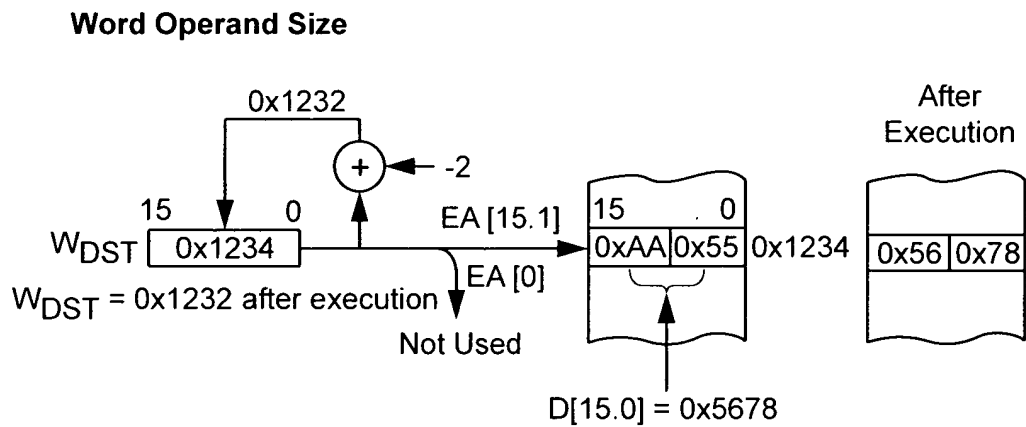 Word Operand Size
0x1232
After
Execution
+
-2
15 0
EA [15.1]
15 0
WDST 0x1234
0xAA 0x55 0x1234
0x56 0x78
EA [0]
WDST = 0x1232 after execution
Not Used
D[15.0] = 0x5678